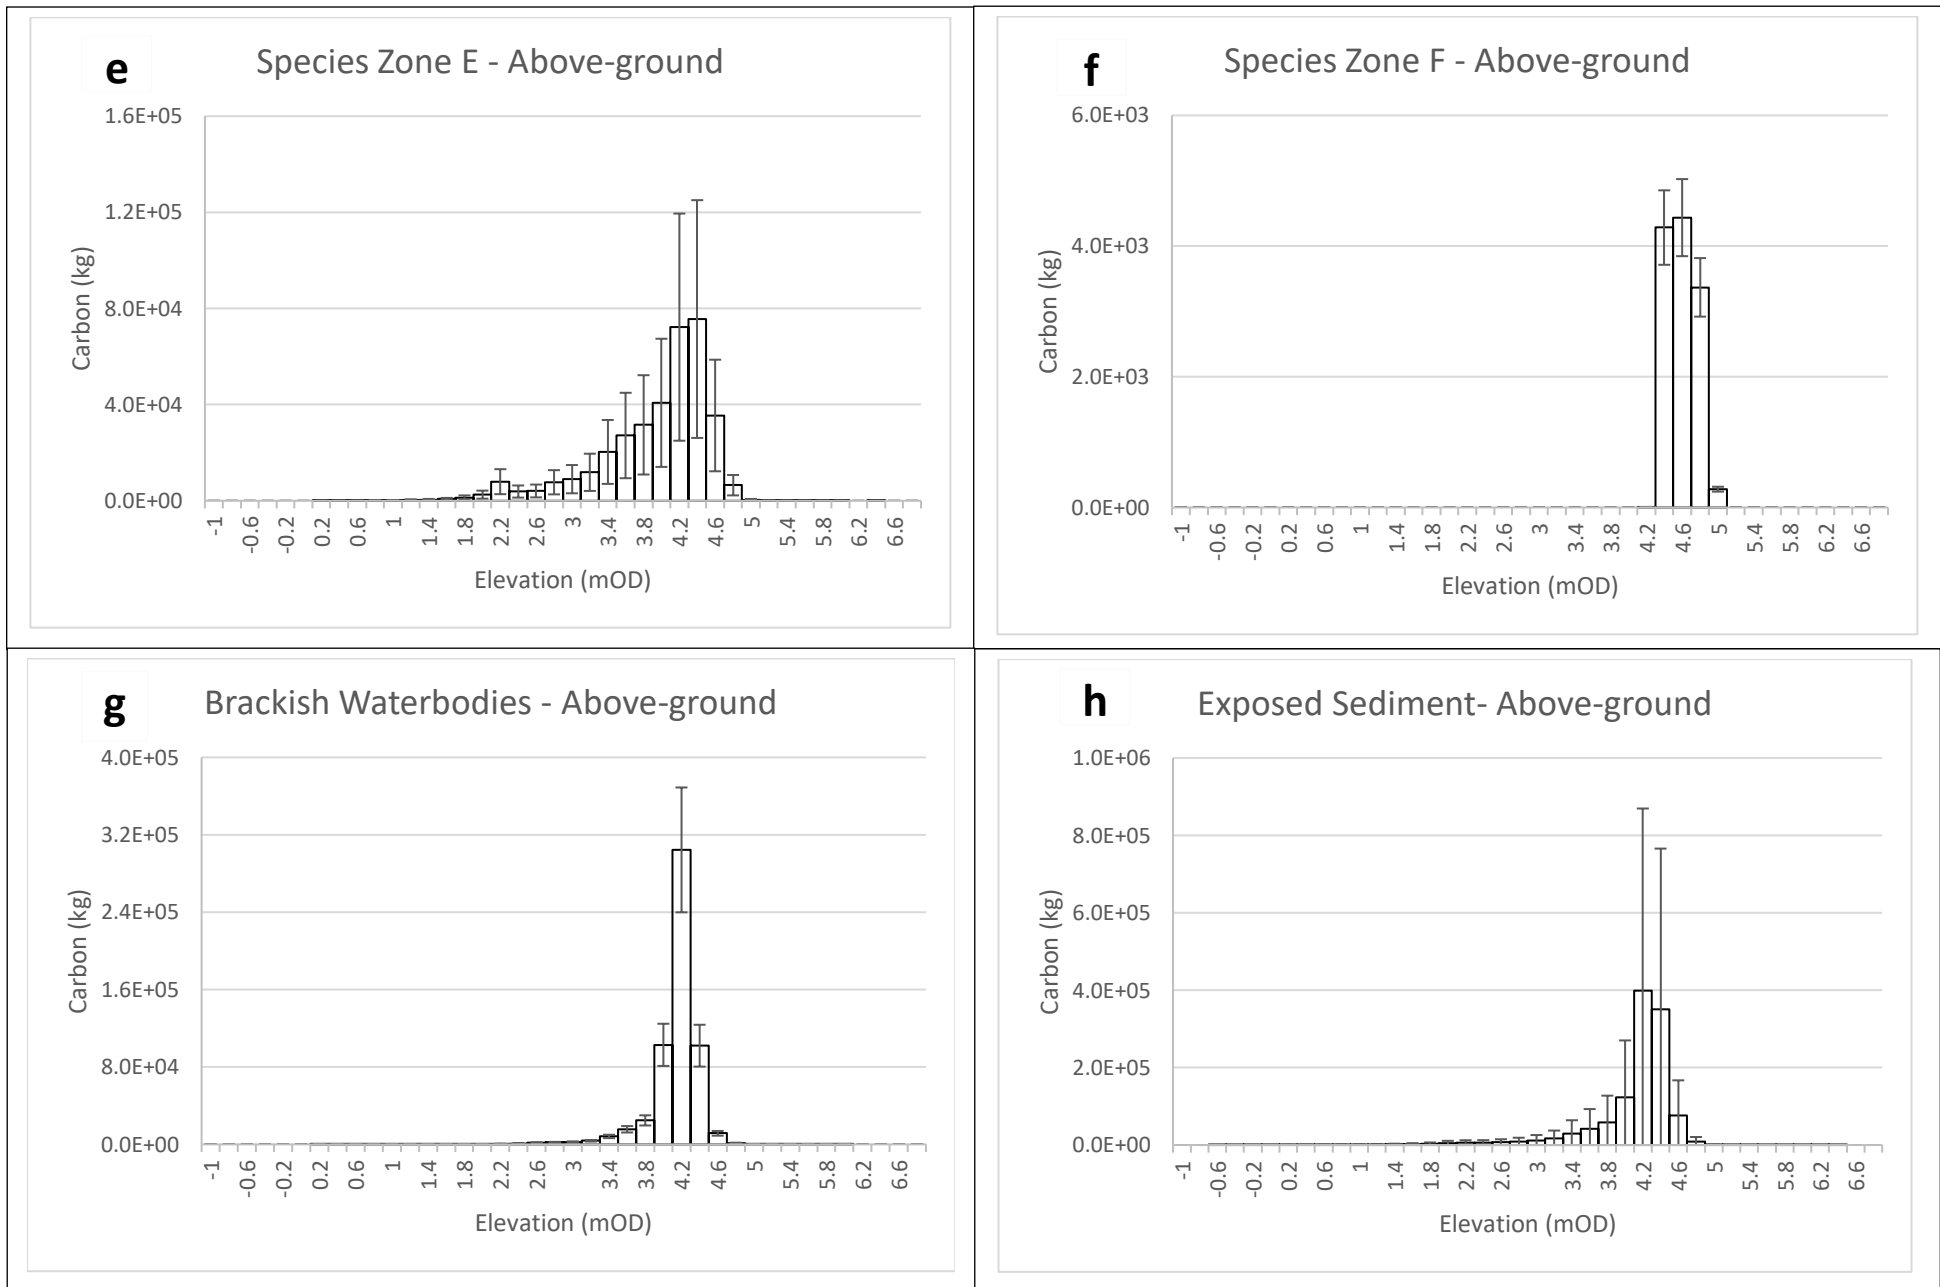 e
Species Zone E - Above-ground
1.6E+05
1.2E+05
8.0E+04
4.0E+04
0.0E+00
Carbon (kg)
-1 -0.6 -0.2 0.2 0.6 1 1.4 1.8 2.2 2.6 3 3.4 3.8 4.2 4.6 5 5.4 5.8 6.2 6.6
Elevation (mOD)
f
Species Zone F - Above-ground
6.0E+03
4.0E+03
2.0E+03
0.0E+00
Carbon (kg)
-1 -0.6 -0.2 0.2 0.6 1 1.4 1.8 2.2 2.6 3 3.4 3.8 4.2 4.6 5 5.4 5.8 6.2 6.6
Elevation (mOD)
g
Brackish Waterbodies - Above-ground
4.0E+05
3.2E+05
2.4E+05
1.6E+05
8.0E+04
0.0E+00
Carbon (kg)
-1 -0.6 -0.2 0.2 0.6 1 1.4 1.8 2.2 2.6 3 3.4 3.8 4.2 4.6 5 5.4 5.8 6.2 6.6
Elevation (mOD)
h
Exposed Sediment- Above-ground
1.0E+06
8.0E+05
6.0E+05
4.0E+05
2.0E+05
0.0E+00
Carbon (kg)
-1 -0.6 -0.2 0.2 0.6 1 1.4 1.8 2.2 2.6 3 3.4 3.8 4.2 4.6 5 5.4 5.8 6.2 6.6
Elevation (mOD)